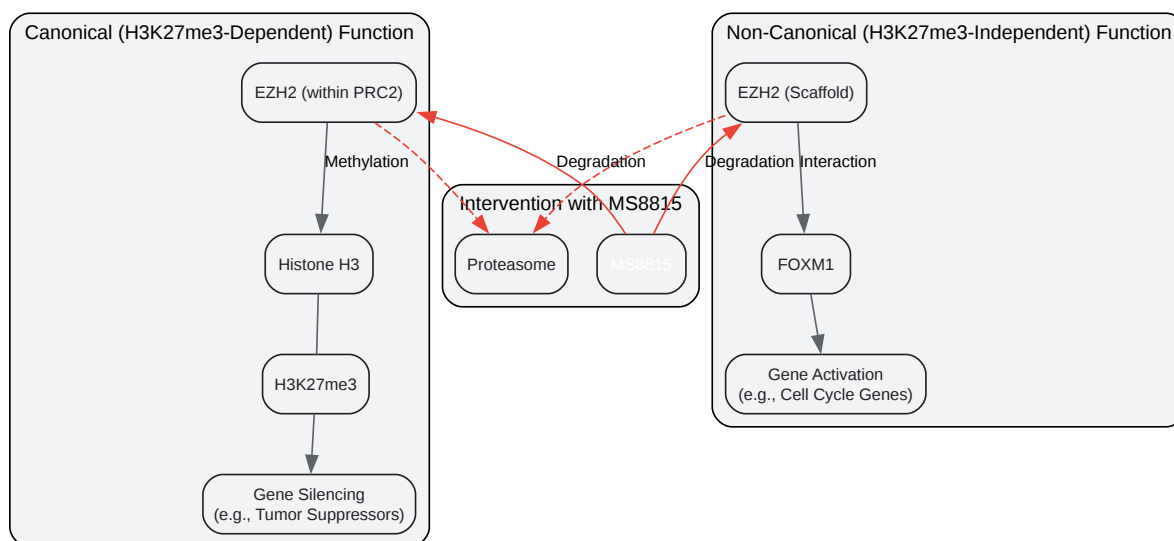 Canonical (H3K27me3-Dependent) Function
Non-Canonical (H3K27me3-Independent) Function
EZH2 (within PRC2)
EZH2 (Scaffold)
Methylation
Degradation
Degradation
Interaction
Intervention with MS8815
Histone H3
Proteasome
MS8815
FOXM1
H3K27me3
Gene Activation
(e.g., Cell Cycle Genes)
Gene Silencing
(e.g., Tumor Suppressors)